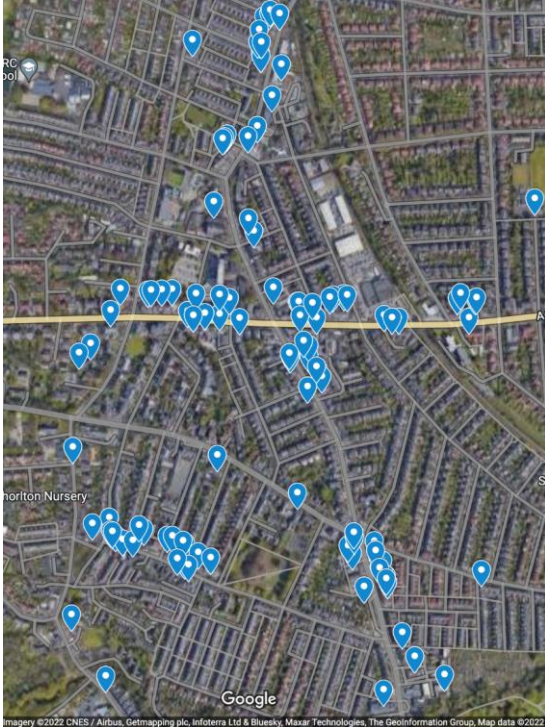 RC
ool
A
horlton Nursery
S
Google
Imagery ©2022 CNES / Airbus, Getmapping plc, Infoterra Ltd & Bluesky, Maxar Technologies, The GeoInformation Group, Map data ©2022